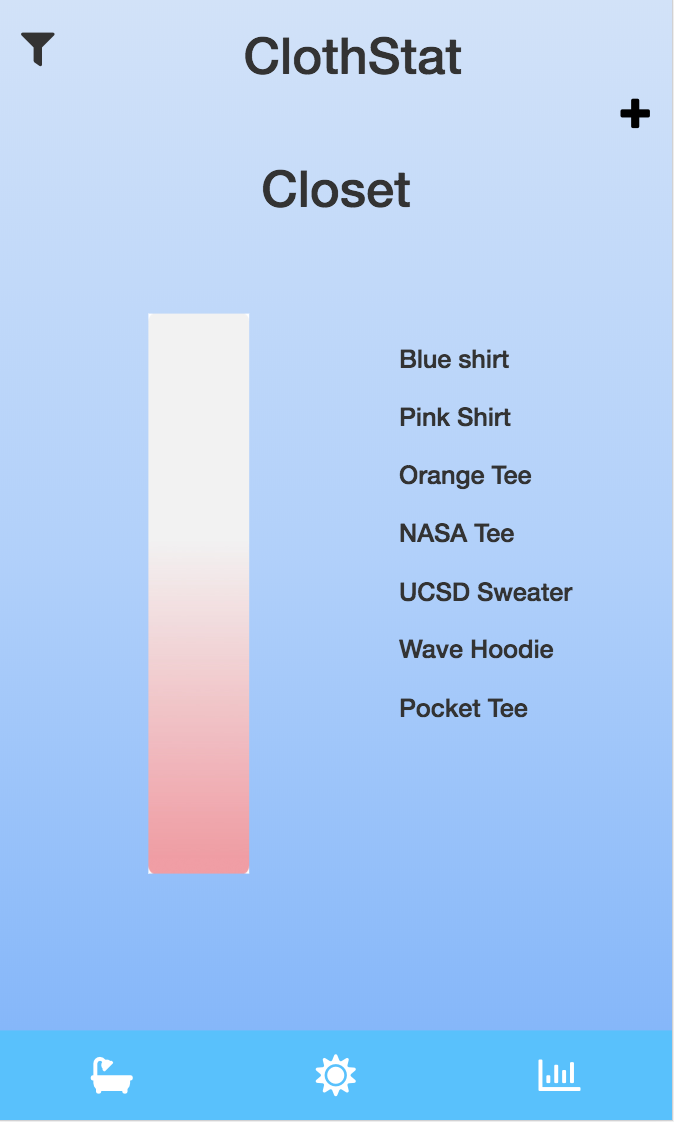 ClothStat
Closet
Blue shirt
Pink Shirt
Orange Tee
NASA Tee
UCSD Sweater
Wave Hoodie
Pocket Tee